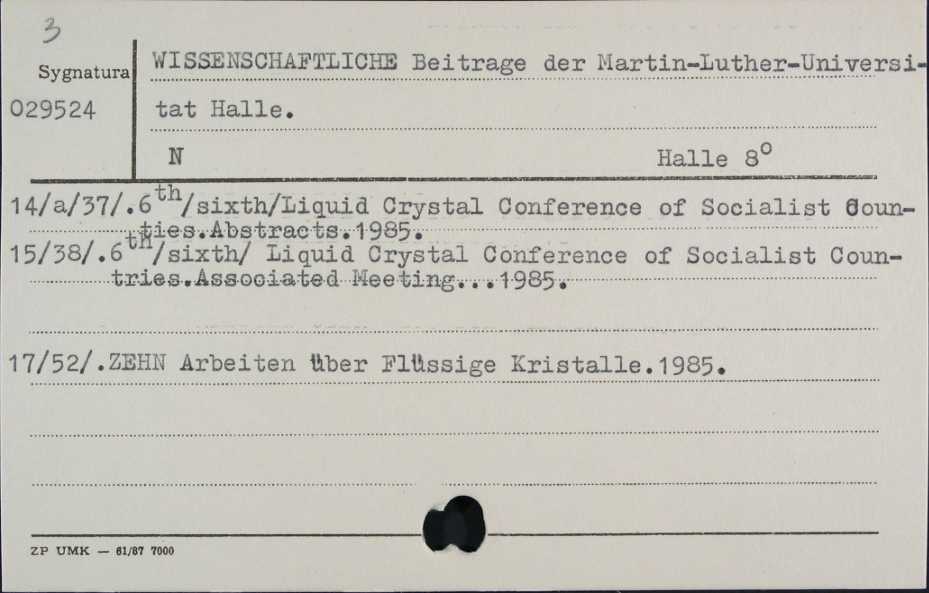 3
Sygnatura
WISSENSCHAFTLICHE Beitrage der Martin-Luther-Universi-
029524
tat Halle.
N Halle 8º
14/a/37/.6th/sixth/Liquid Crystal Conference of Socialist Coun-
tries.Abstracts.1985.
15/38/.6th/sixth/ Liquid Crystal Conference of Socialist Coun-
tries.Associated Meeting...1985.
17/52/.ZEHN Arbeiten über Flüssige Kristalle.1985.
ZP UMK — 61/87 7000